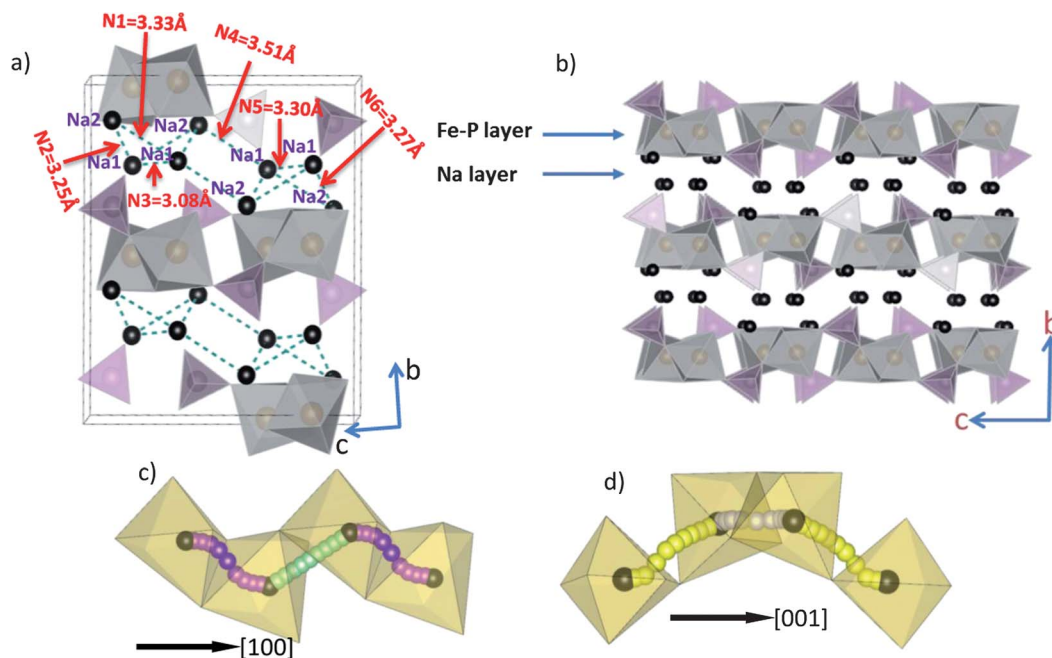 a)
N1=3.33Å
N4=3.51Å
N5=3.30Å
N6=3.27Å
Na2
Na2
N2=3.25Å
Na1
Na1
Na1
Na1
N3=3.08Å
Na2
Na2
b
c
b)
Fe-P layer
Na layer
b
c
c)
[100]
d)
[001]